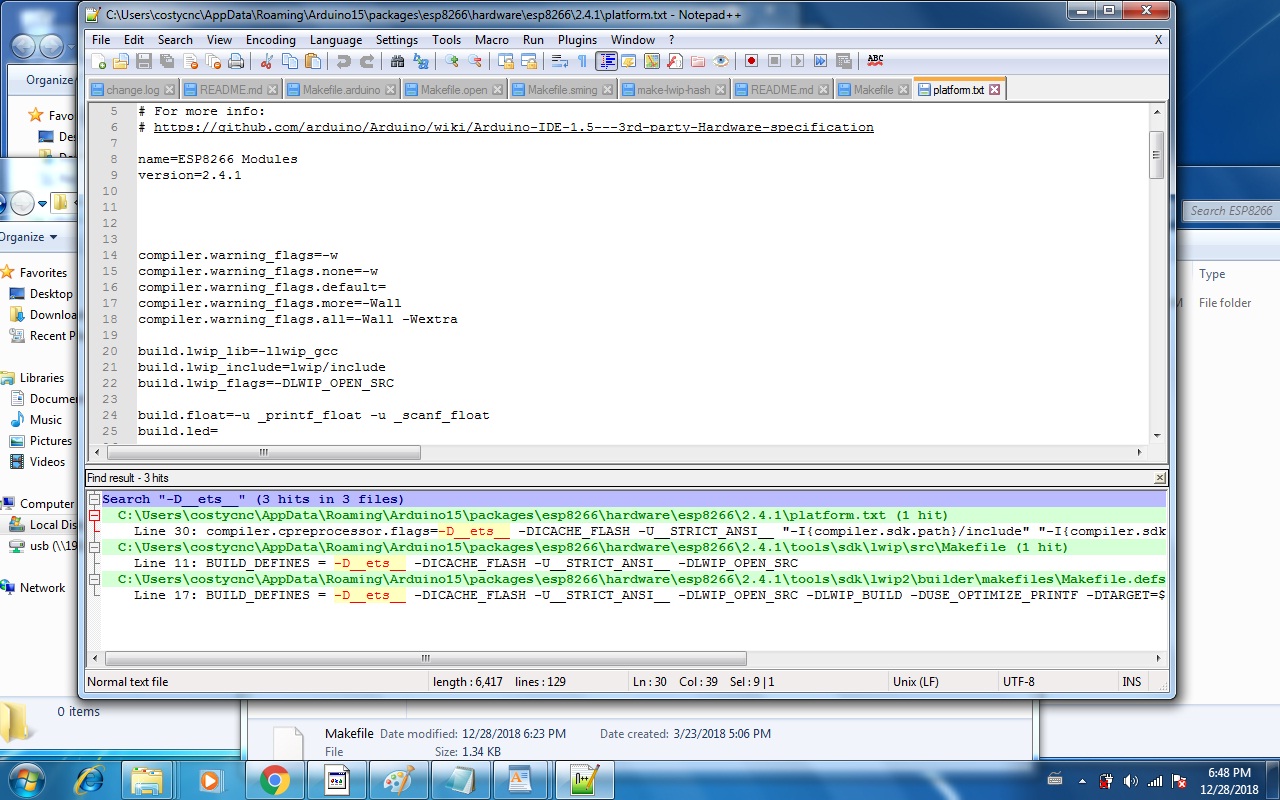 C:\Users\costycnc\AppData\Roaming\Arduino15\packages\esp8266\hardware\esp8266\2.4.1\platform.txt - Notepad++
File Edit Search View Encoding Language Settings Tools Macro Run Plugins Window ? X
change.log README.md Makefile.arduino Makefile.open Makefile.sming make-lwip-hash README.md Makefile platform.txt
5 # For more info:
6 # https://github.com/arduino/Arduino/wiki/Arduino-IDE-1.5---3rd-party-Hardware-specification
7
8 name=ESP8266 Modules
9 version=2.4.1
10
11
12
13
14 compiler.warning_flags=-w
15 compiler.warning_flags.none=-w
16 compiler.warning_flags.default=
17 compiler.warning_flags.more=-Wall
18 compiler.warning_flags.all=-Wall -Wextra
19
20 build.lwip_lib=-llwip_gcc
21 build.lwip_include=lwip/include
22 build.lwip_flags=-DLWIP_OPEN_SRC
23
24 build.float=-u _printf_float -u _scanf_float
25 build.led=
Find result - 3 hits
Search "-D__ets__" (3 hits in 3 files)
C:\Users\costycnc\AppData\Roaming\Arduino15\packages\esp8266\hardware\esp8266\2.4.1\platform.txt (1 hit)
Line 30: compiler.cpreprocessor.flags=-D__ets__ -DICACHE_FLASH -U__STRICT_ANSI__ "-I{compiler.sdk.path}/include" "-I{compiler.sdk
C:\Users\costycnc\AppData\Roaming\Arduino15\packages\esp8266\hardware\esp8266\2.4.1\tools\sdk\lwip\src\Makefile (1 hit)
Line 11: BUILD_DEFINES = -D__ets__ -DICACHE_FLASH -U__STRICT_ANSI__ -DLWIP_OPEN_SRC
C:\Users\costycnc\AppData\Roaming\Arduino15\packages\esp8266\hardware\esp8266\2.4.1\tools\sdk\lwip2\builder\makefiles\Makefile.defs
Line 17: BUILD_DEFINES = -D__ets__ -DICACHE_FLASH -U__STRICT_ANSI__ -DLWIP_OPEN_SRC -DLWIP_BUILD -DUSE_OPTIMIZE_PRINTF -DTARGET=$
Normal text file length : 6,417 lines : 129 Ln : 30 Col : 39 Sel : 9 | 1 Unix (LF) UTF-8 INS
Organize
Favo
Des
Organize
Favorites
Desktop
Downloa
Recent P
Libraries
Docume
Music
Pictures
Videos
Computer
Local Dis
usb (\\19
Network
0 items
Search ESP8266
Type
M File folder
Makefile Date modified: 12/28/2018 6:23 PM Date created: 3/23/2018 5:06 PM
File Size: 1.34 KB
6:48 PM
12/28/2018